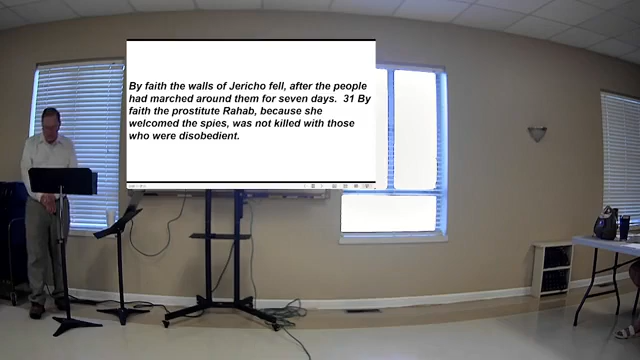 By faith the walls of Jericho fell, after the people
had marched around them for seven days.  31 By
faith the prostitute Rahab, because she
welcomed the spies, was not killed with those
who were disobedient.